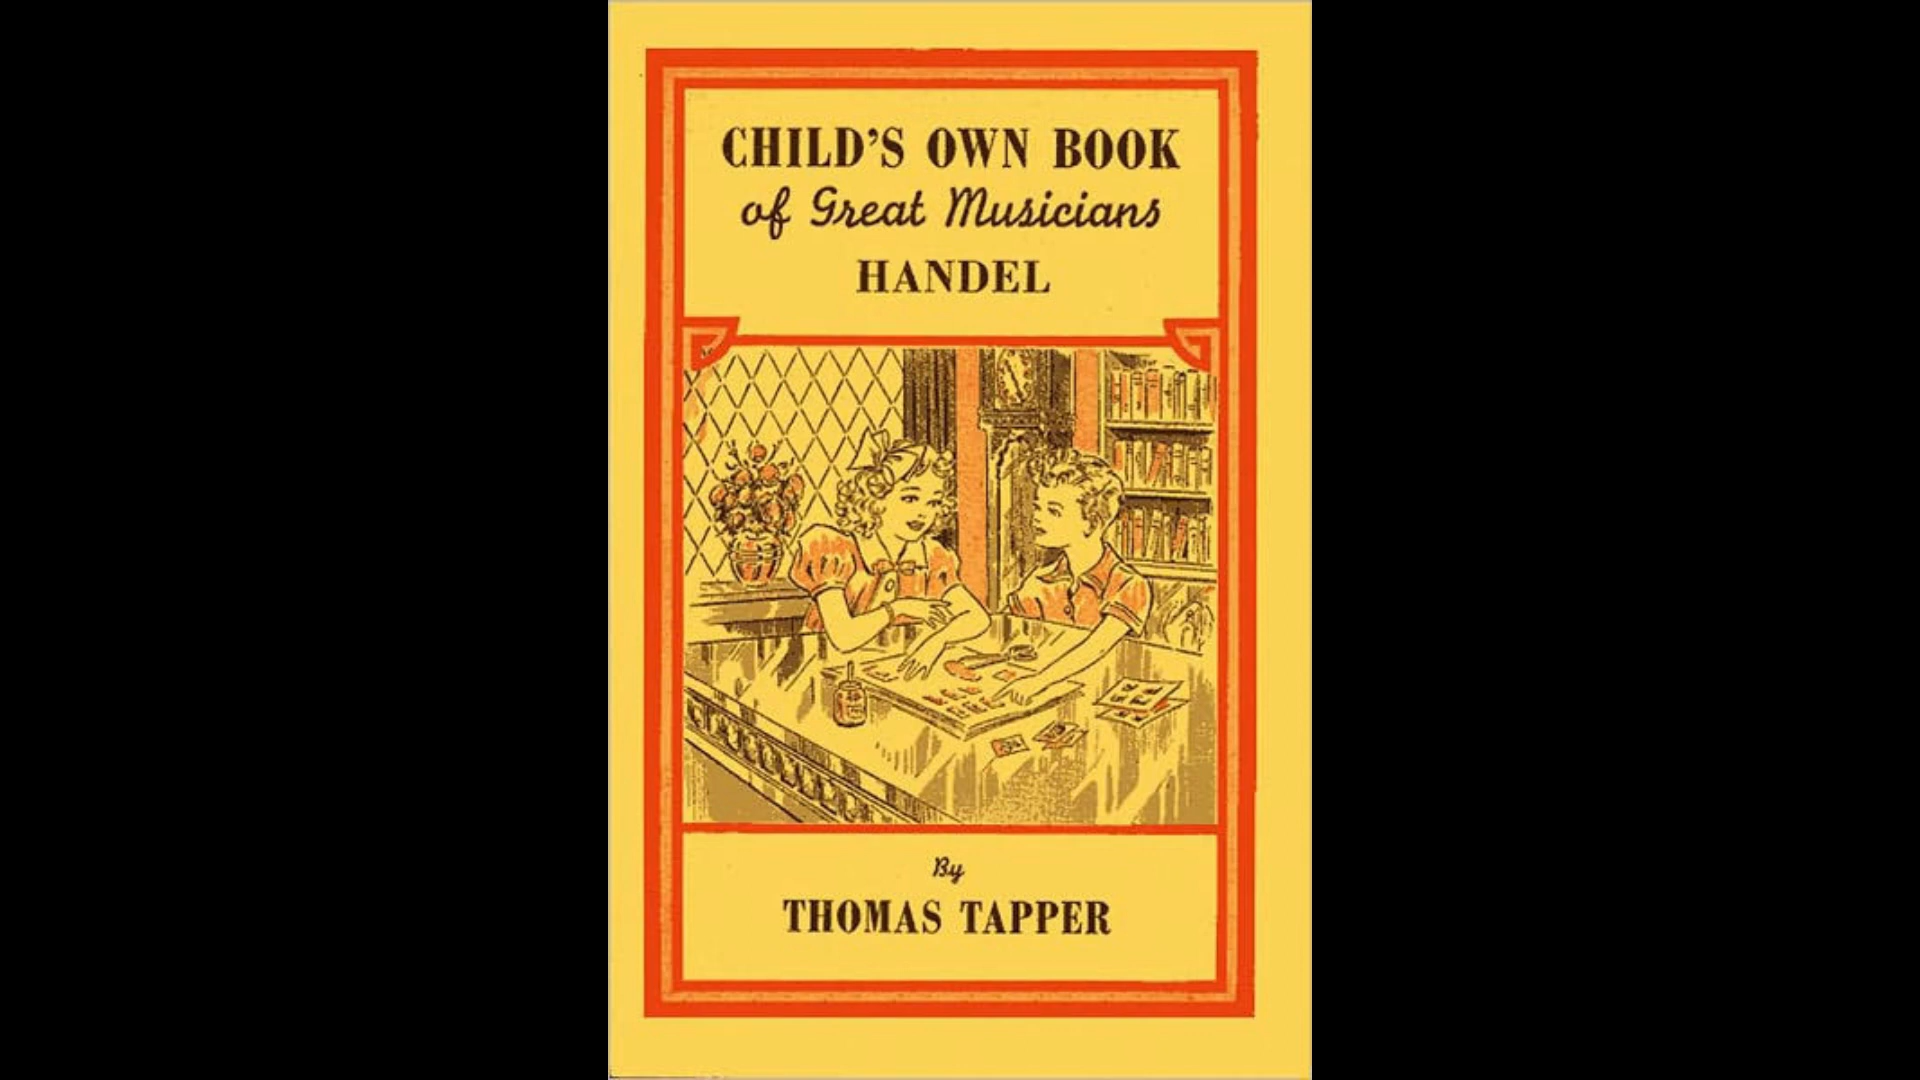 CHILD'S OWN BOOK
of Great Musicians
HANDEL
By
THOMAS TAPPER